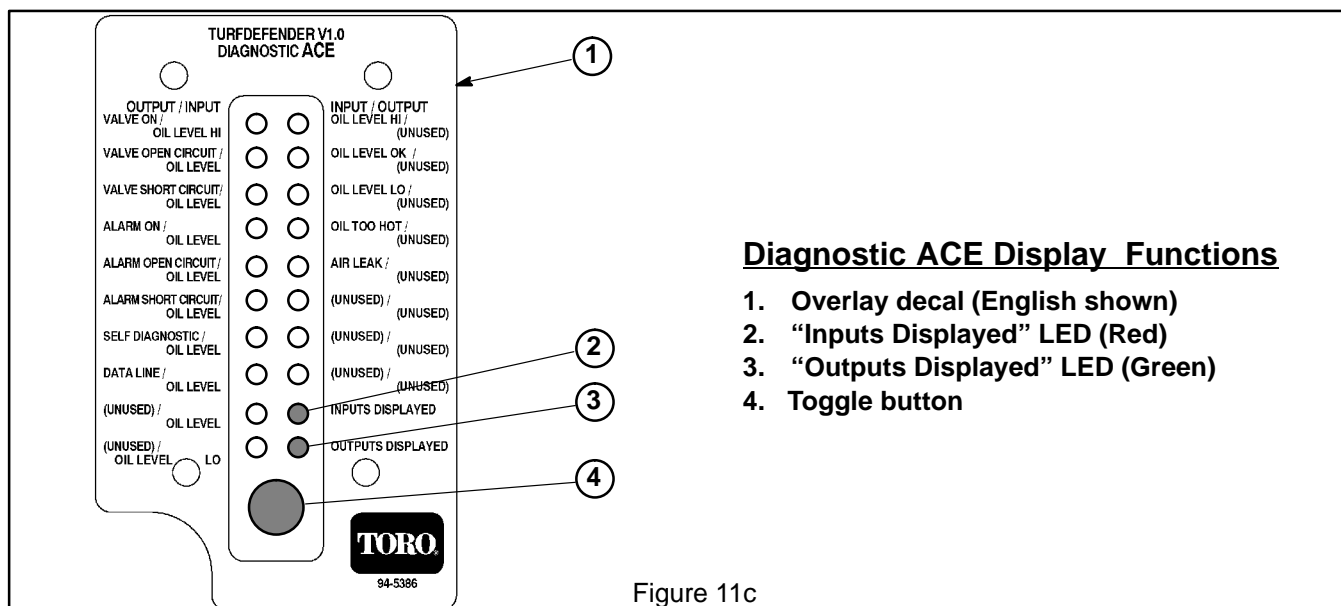 TURFDEFENDER V1.0
DIAGNOSTIC ACE
OUTPUT / INPUT
VALVE ON /
OIL LEVEL HI
VALVE OPEN CIRCUIT /
OIL LEVEL
VALVE SHORT CIRCUIT/
OIL LEVEL
ALARM ON /
OIL LEVEL
ALARM OPEN CIRCUIT/
OIL LEVEL
ALARM SHORT CIRCUIT/
OIL LEVEL
SELF DIAGNOSTIC /
OIL LEVEL
DATA LINE /
OIL LEVEL
(UNUSED) /
OIL LEVEL
(UNUSED) /
OIL LEVEL LO
INPUT / OUTPUT
OIL LEVEL HI /
(UNUSED)
OIL LEVEL OK /
(UNUSED)
OIL LEVEL LO /
(UNUSED)
OIL TOO HOT /
(UNUSED)
AIR LEAK /
(UNUSED)
(UNUSED) /
(UNUSED)
(UNUSED) /
(UNUSED)
(UNUSED) /
(UNUSED)
INPUTS DISPLAYED
OUTPUTS DISPLAYED
TORO®
94-5386
1
2
3
4
Diagnostic ACE Display Functions
1. Overlay decal (English shown)
2. “Inputs Displayed” LED (Red)
3. “Outputs Displayed” LED (Green)
4. Toggle button
Figure 11c